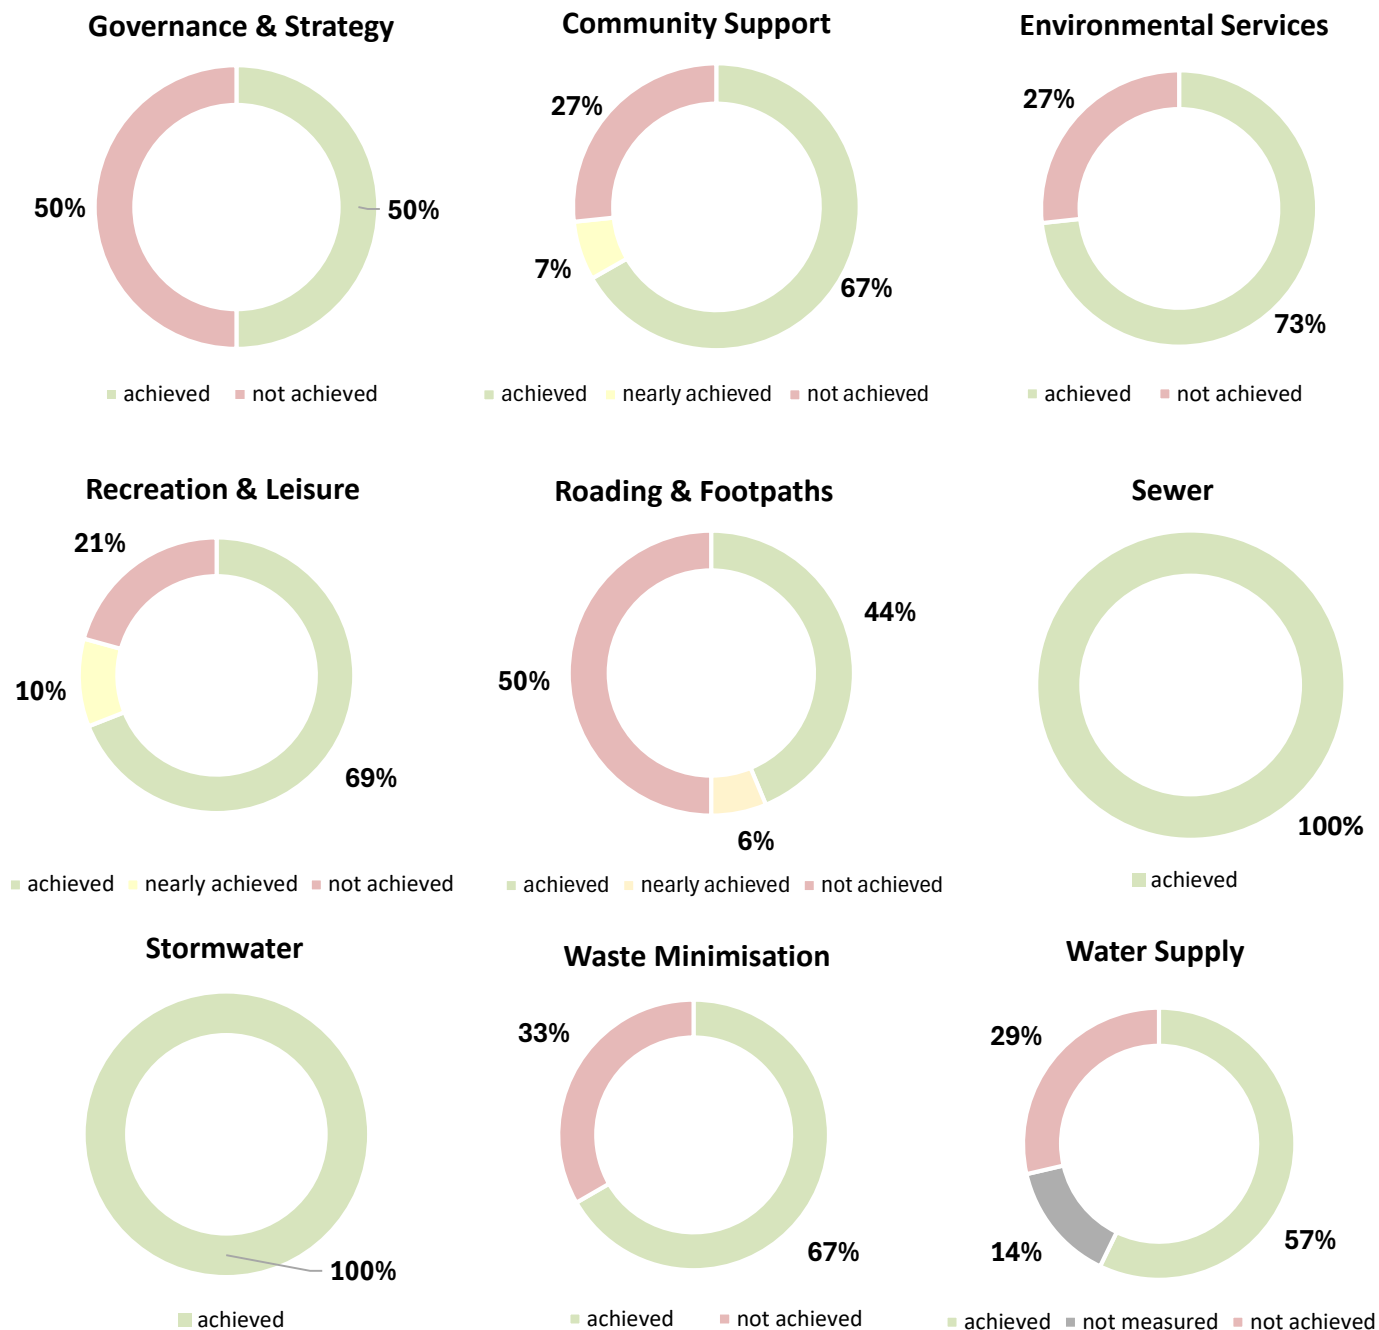 Governance & Strategy
50%
50%
achieved not achieved
Community Support
27%
7%
67%
achieved nearly achieved not achieved
Environmental Services
27%
73%
achieved not achieved
Recreation & Leisure
21%
10%
69%
achieved nearly achieved not achieved
Roading & Footpaths
44%
50%
6%
achieved nearly achieved not achieved
Sewer
100%
achieved
Stormwater
100%
achieved
Waste Minimisation
33%
67%
achieved not achieved
Water Supply
29%
14%
57%
achieved not measured not achieved